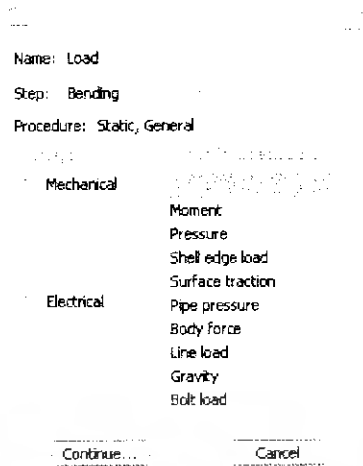 Name: Load
Step: Bending
Procedure: Static, General
Mechanical
Moment
Pressure
Shell edge load
Surface traction
Electrical
Pipe pressure
Body force
Line load
Gravity
Bolt load
Continue... Cancel